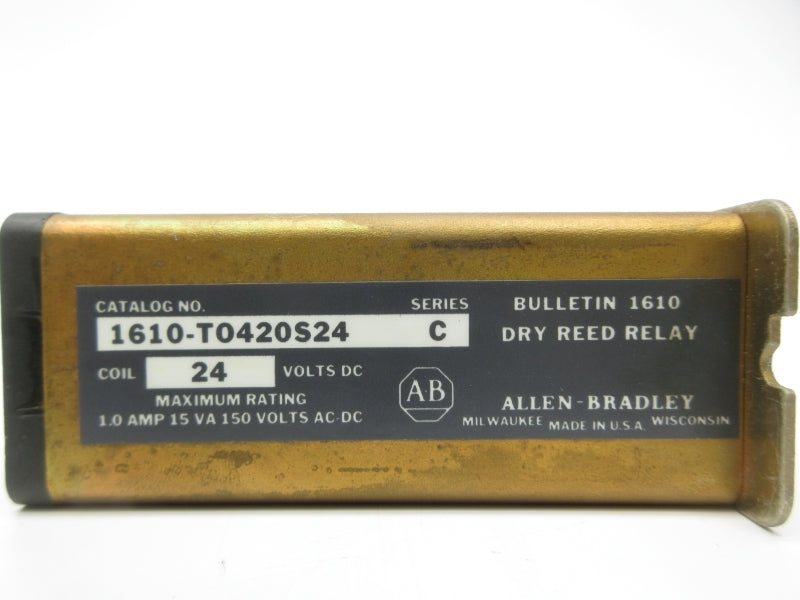 CATALOG NO. SERIES
1610-TO420S24 C
COIL 24 VOLTS DC
MAXIMUM RATING
1.0 AMP 15 VA 150 VOLTS AC-DC
AB
BULLETIN 1610
DRY REED RELAY
ALLEN-BRADLEY
MILWAUKEE MADE IN U.S.A. WISCONSIN